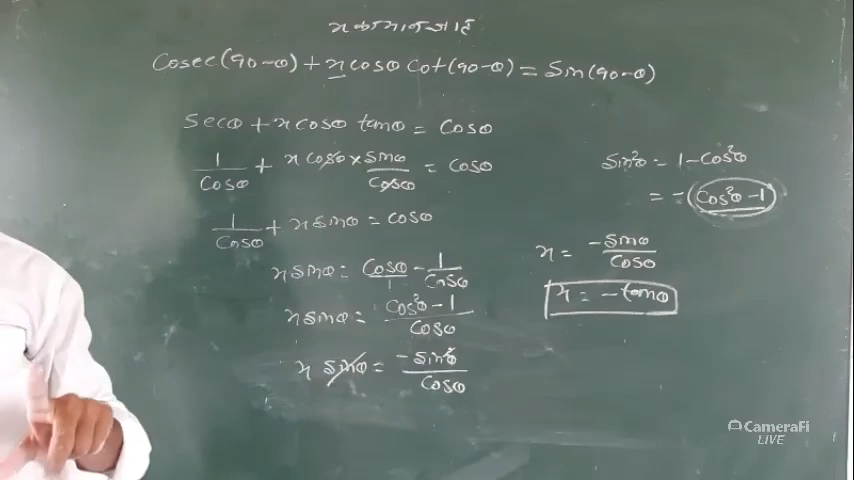 x का मान ज्ञात
Cosec(90-θ) + x cosθ Cot(90-θ) = Sin(90-θ)
Secθ + x cosθ tanθ = Cosθ
1/Cosθ + x cosθ × Sinθ/Cosθ = Cosθ
1/Cosθ + x sinθ = cosθ
x sinθ = Cosθ/1 - 1/Cosθ
x sinθ = Cos²θ - 1/Cosθ
x sinθ = -Sin²θ/Cosθ
Sin²θ = 1 - Cos²θ
= -(Cos²θ - 1)
x = -Sinθ/Cosθ
x = -tanθ
CameraFi
LIVE